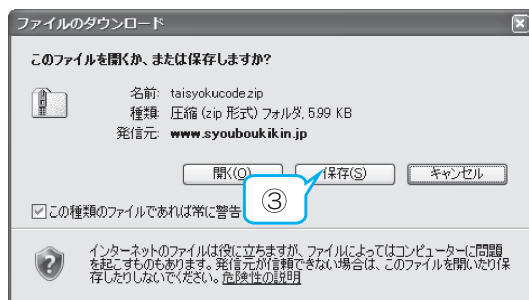 ファイルのダウンロード
このファイルを開くか、または保存しますか?
名前: taisyokucode.zip
種類: 圧縮 (zip 形式) フォルダ, 5.99 KB
発信元: www.syouboukikin.jp
開く(O) 保存(S) キャンセル
③
この種類のファイルであれば常に警告
インターネットのファイルは役に立ちますが、ファイルによってはコンピューターに問題
を起こすものもあります。発信元が信頼できない場合は、このファイルを開いたり保
存したりしないでください。危険性の説明